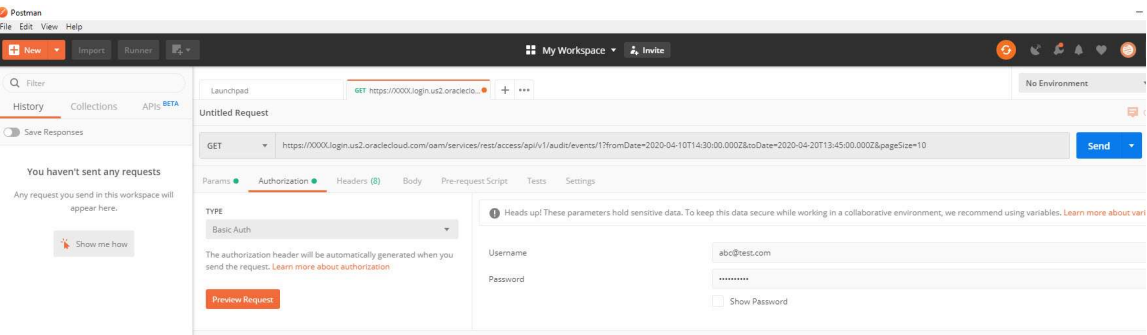 Postman
File Edit View Help
New Import Runner My Workspace Invite
Filter
History Collections APIs BETA
Save Responses
You haven't sent any requests
Any request you send in this workspace will
appear here.
Show me how
Launchpad GET https://XXXX.login.us2.oracleclo... No Environment
Untitled Request
GET https://XXXX.login.us2.oraclecloud.com/oam/services/rest/access/api/v1/audit/events/1?fromDate=2020-04-10T14:30:00.000Z&toDate=2020-04-20T13:45:00.000Z&pageSize=10 Send
Params Authorization Headers (8) Body Pre-request Script Tests Settings
TYPE
Basic Auth
The authorization header will be automatically generated when you
send the request. Learn more about authorization
Preview Request
Heads up! These parameters hold sensitive data. To keep this data secure while working in a collaborative environment, we recommend using variables. Learn more about vari
Username abc@test.com
Password ••••••••••
Show Password